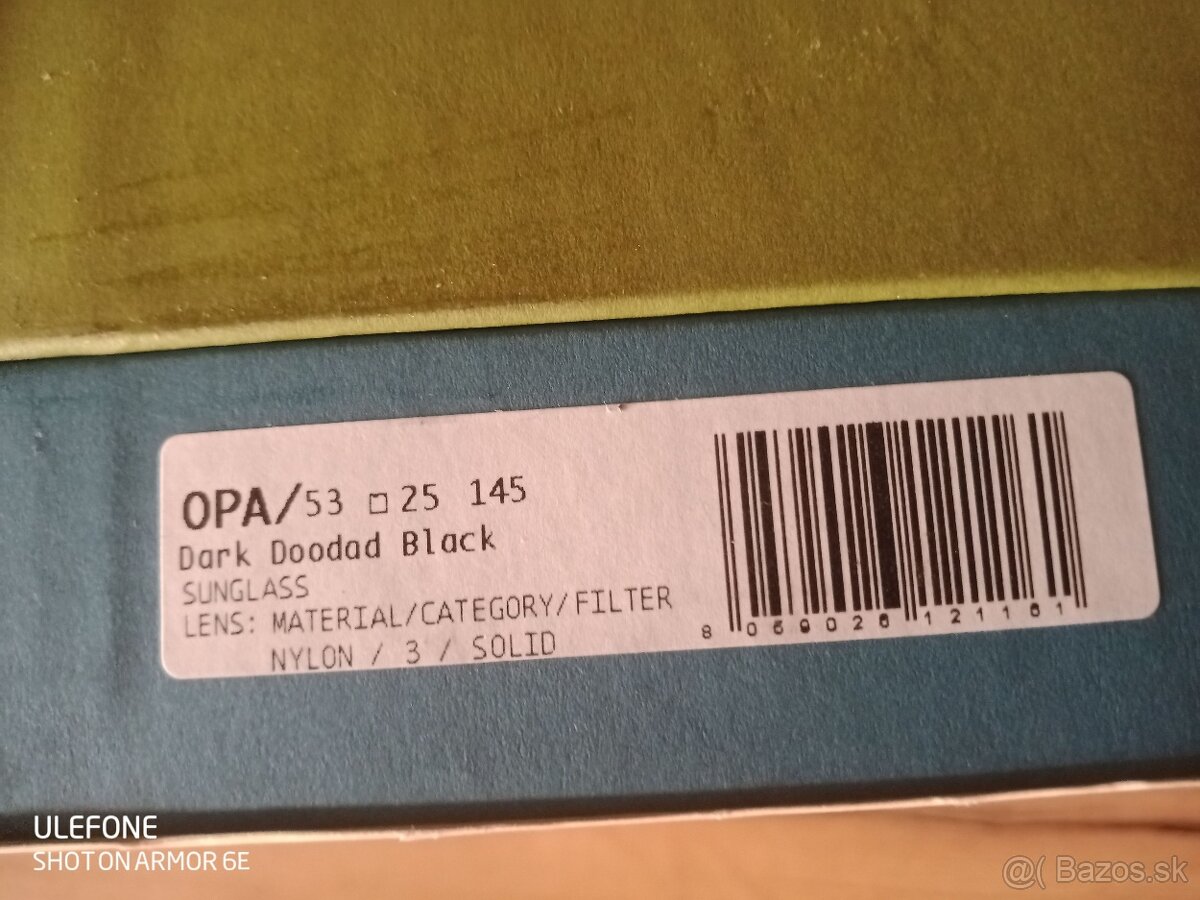 OPA/53 □ 25 145
Dark Doodad Black
SUNGLASS
LENS: MATERIAL/CATEGORY/FILTER
NYLON / 3 / SOLID
8 059026 121161
ULEFONE
SHOT ON ARMOR 6E
@( Bazos.sk